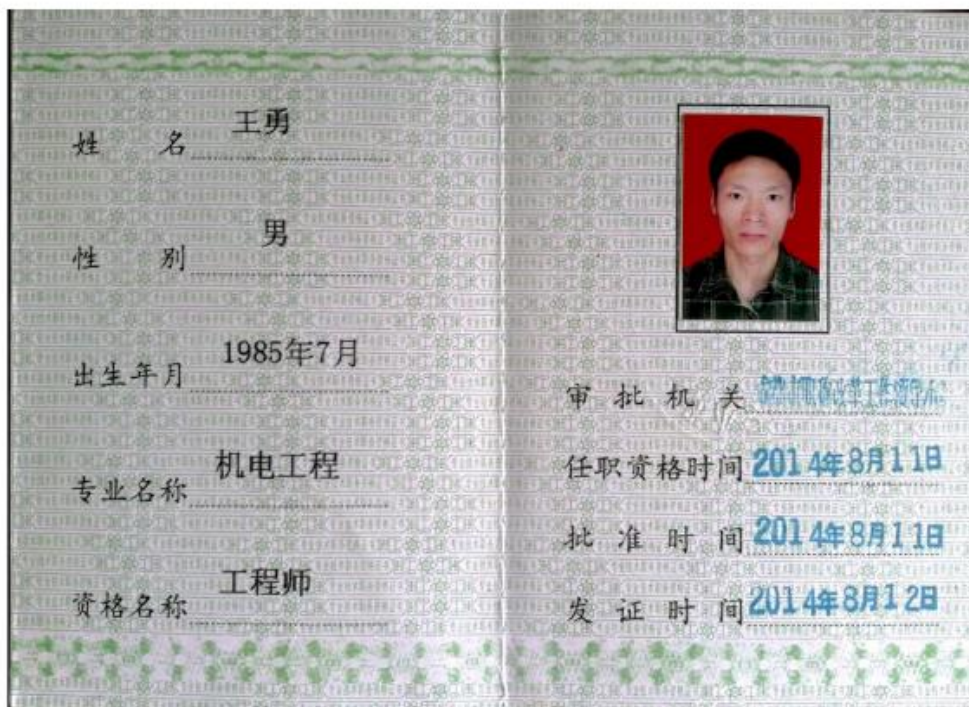 姓名 王勇
性别 男
出生年月 1985年7月
专业名称 机电工程
资格名称 工程师
审批机关
任职资格时间 2014年8月11日
批准时间 2014年8月11日
发证时间 2014年8月12日